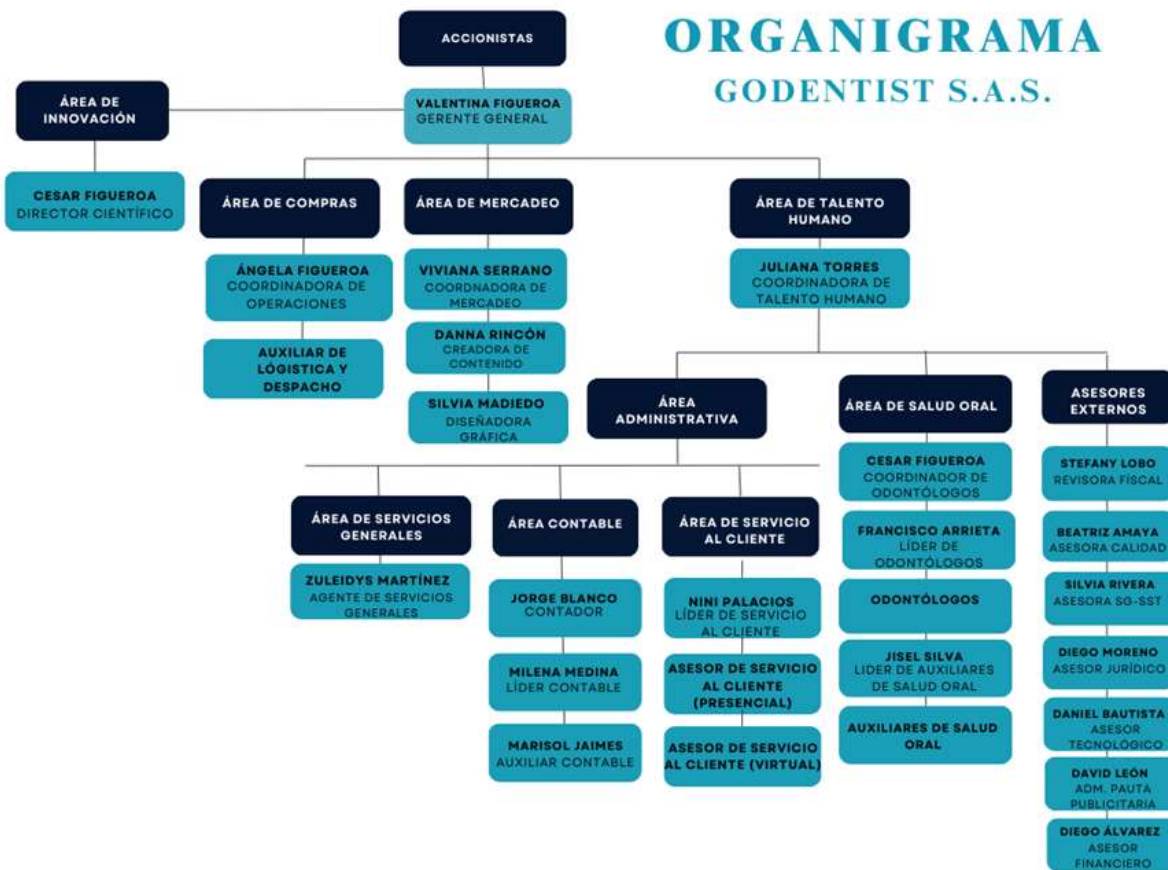 ORGANIGRAMA
GODENTIST S.A.S.
ACCIONISTAS
VALENTINA FIGUEROA
GERENTE GENERAL
ÁREA DE
INNOVACIÓN
CESAR FIGUEROA
DIRECTOR CIENTÍFICO
ÁREA DE COMPRAS
ÁNGELA FIGUEROA
COORDINADORA DE
OPERACIONES
AUXILIAR DE
LÓGISTICA Y
DESPACHO
ÁREA DE MERCADEO
VIVIANA SERRANO
COORDNADORA DE
MERCADEO
DANNA RINCÓN
CREADORA DE
CONTENIDO
SILVIA MADIEDO
DISEÑADORA
GRÁFICA
ÁREA DE TALENTO
HUMANO
JULIANA TORRES
COORDINADORA DE
TALENTO HUMANO
ÁREA
ADMINISTRATIVA
ÁREA DE SERVICIOS
GENERALES
ZULEIDYS MARTÍNEZ
AGENTE DE SERVICIOS
GENERALES
ÁREA CONTABLE
JORGE BLANCO
CONTADOR
MILENA MEDINA
LÍDER CONTABLE
MARISOL JAIMES
AUXILIAR CONTABLE
ÁREA DE SERVICIO
AL CLIENTE
NINI PALACIOS
LÍDER DE SERVICIO
AL CLIENTE
ASESOR DE SERVICIO
AL CLIENTE
(PRESENCIAL)
ASESOR DE SERVICIO
AL CLIENTE (VIRTUAL)
ÁREA DE SALUD ORAL
CESAR FIGUEROA
COORDINADOR DE
ODONTÓLOGOS
FRANCISCO ARRIETA
LÍDER DE
ODONTÓLOGOS
ODONTÓLOGOS
JISEL SILVA
LIDER DE AUXILIARES
DE SALUD ORAL
AUXILIARES DE SALUD
ORAL
ASESORES
EXTERNOS
STEFANY LOBO
REVISORA FÍSCAL
BEATRIZ AMAYA
ASESORA CALIDAD
SILVIA RIVERA
ASESORA SG-SST
DIEGO MORENO
ASESOR JURÍDICO
DANIEL BAUTISTA
ASESOR
TECNOLÓGICO
DAVID LEÓN
ADM. PAUTA
PUBLICITARIA
DIEGO ÁLVAREZ
ASESOR
FINANCIERO